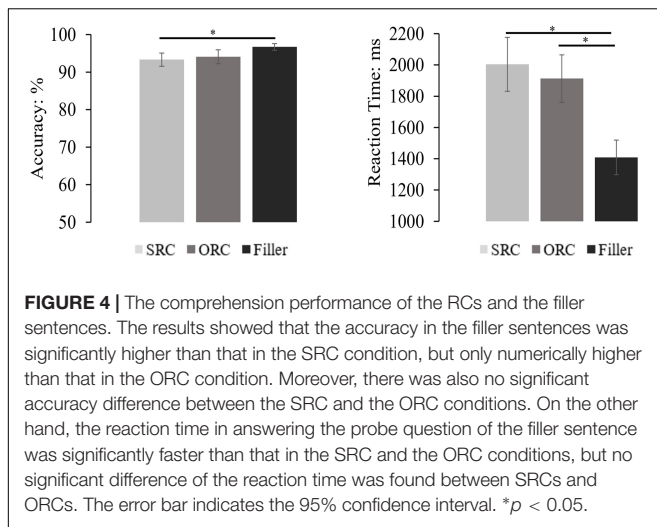 *
100
90
80
70
60
50
Accuracy: %
SRC ORC Filler
*
*
2200
2000
1800
1600
1400
1200
1000
Reaction Time: ms
SRC ORC Filler
FIGURE 4 | The comprehension performance of the RCs and the filler
sentences. The results showed that the accuracy in the filler sentences was
significantly higher than that in the SRC condition, but only numerically higher
than that in the ORC condition. Moreover, there was also no significant
accuracy difference between the SRC and the ORC conditions. On the other
hand, the reaction time in answering the probe question of the filler sentence
was significantly faster than that in the SRC and the ORC conditions, but no
significant difference of the reaction time was found between SRCs and
ORCs. The error bar indicates the 95% confidence interval. *p < 0.05.